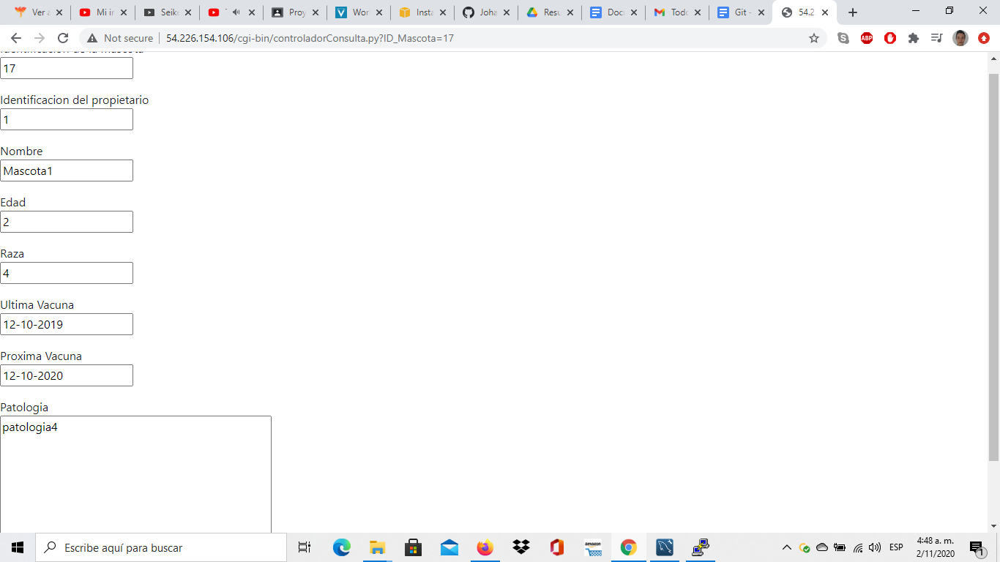 Ver a
Mi ir
Seike
Proy
Wor
Insta
Joha
Resu
Docu
Todo
Git -
54.2
Not secure
54.226.154.106/cgi-bin/controladorConsulta.py?ID_Mascota=17
ABP
17
Identificacion del propietario
1
Nombre
Mascota1
Edad
2
Raza
4
Ultima Vacuna
12-10-2019
Proxima Vacuna
12-10-2020
Patologia
patologia4
Escribe aquí para buscar
amazon
ESP
4:48 a. m.
2/11/2020
1